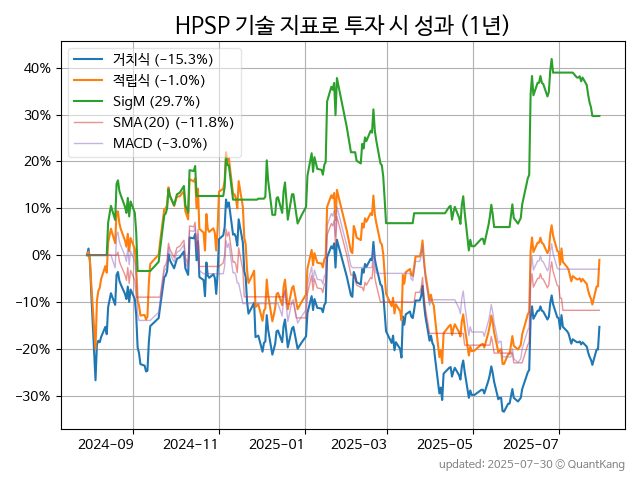 HPSP 기술 지표로 투자 시 성과 (1년)
거치식 (−15.3%)
적립식 (−1.0%)
SigM (29.7%)
SMA(20) (−11.8%)
MACD (−3.0%)
40%
30%
20%
10%
0%
−10%
−20%
−30%
2024-09 2024-11 2025-01 2025-03 2025-05 2025-07
updated: 2025-07-30 © QuantKang